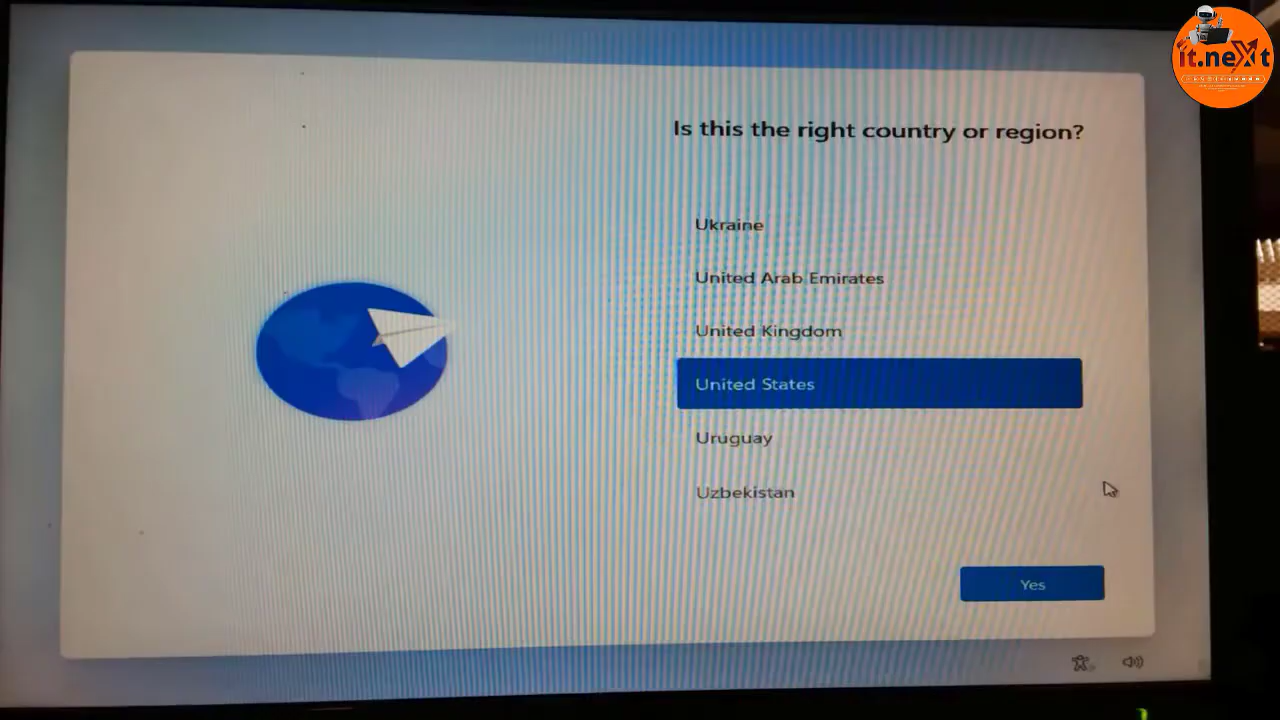 it.neXt
Is this the right country or region?
Ukraine
United Arab Emirates
United Kingdom
United States
Uruguay
Uzbekistan
Yes